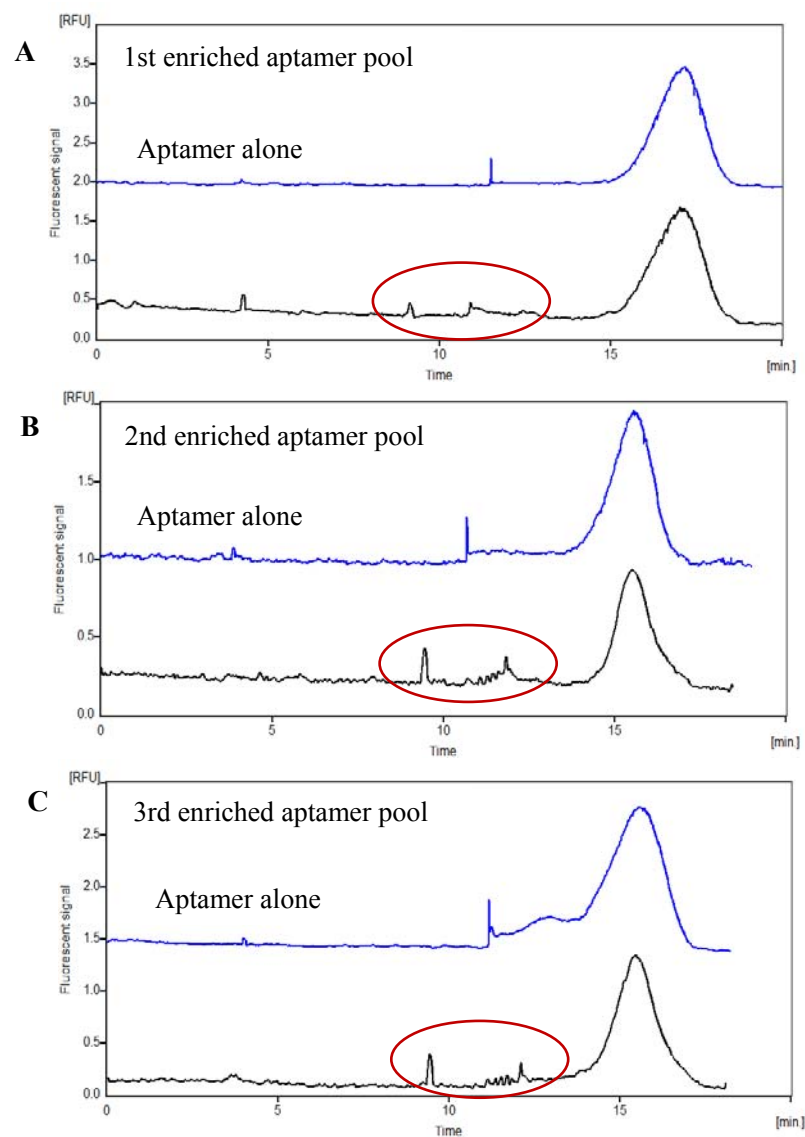 [RFU]
A
1st enriched aptamer pool
3.5
3.0
Aptamer alone
2.5
Fluorescent signal
2.0
1.5
1.0
0.5
0.0
0 5 10 15
Time
[min.]
[RFU]
B
2nd enriched aptamer pool
1.5
Aptamer alone
Fluorescent signal
1.0
0.5
0.0
0 5 10 15
Time
[min.]
[RFU]
C
3rd enriched aptamer pool
2.5
Aptamer alone
2.0
Fluorescent signal
1.5
1.0
0.5
0.0
0 5 10 15
Time
[min.]